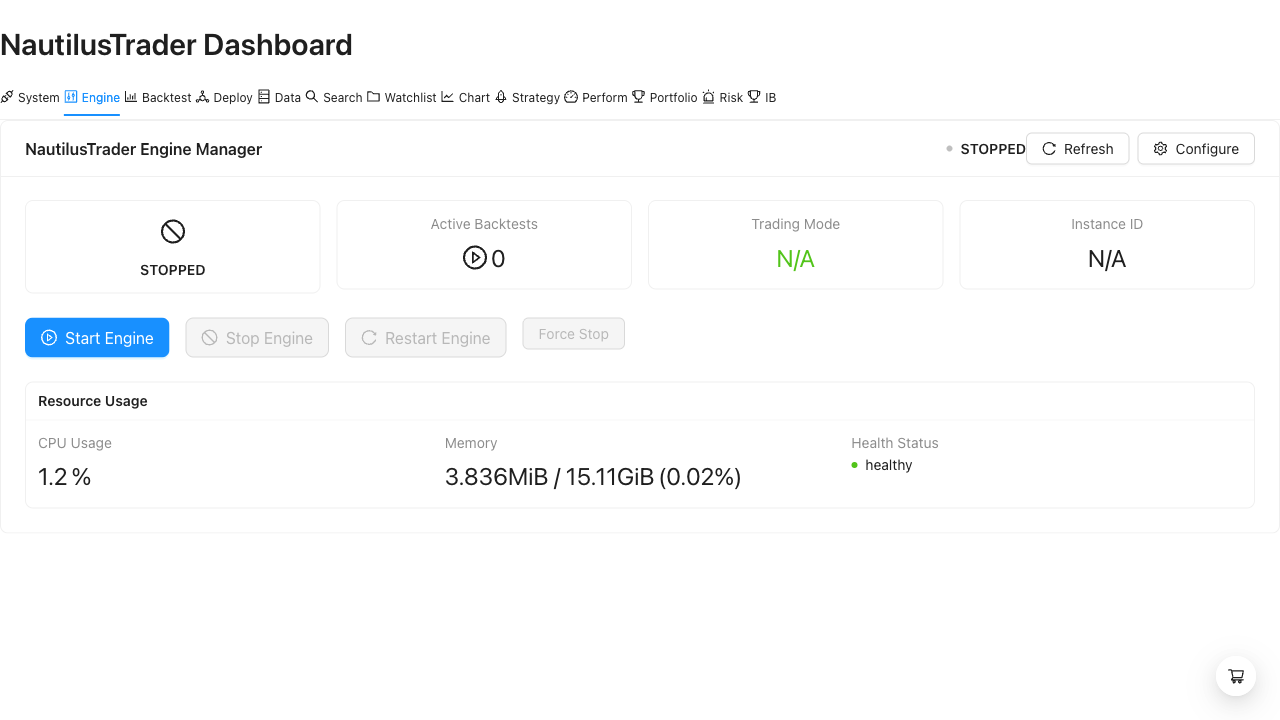 NautilusTrader Dashboard
System Engine Backtest Deploy Data Search Watchlist Chart Strategy Perform Portfolio Risk IB
NautilusTrader Engine Manager STOPPED Refresh Configure
STOPPED
Active Backtests
0
Trading Mode
N/A
Instance ID
N/A
Start Engine Stop Engine Restart Engine Force Stop
Resource Usage
CPU Usage
1.2 %
Memory
3.836MiB / 15.11GiB (0.02%)
Health Status
healthy